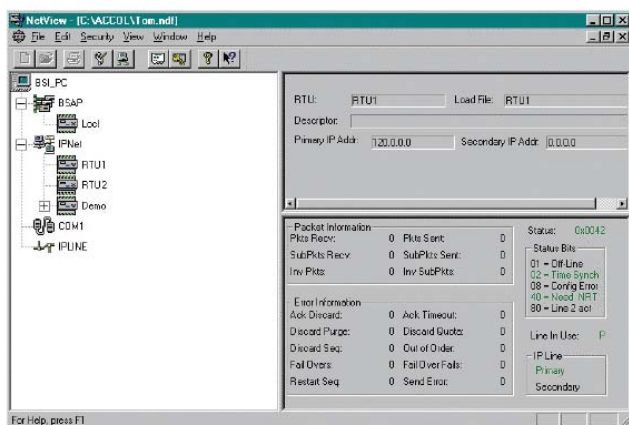 NetView - [C:\ACCOL\Tom.ndf]
File Edit Security View Window Help
BSI_PC
BSAP
Locl
IPNet
RTU1
RTU2
Demo
COM1
IPLINE
RTU: RTU1 Load File: RTU1
Descriptor:
Primary IP Addr: 120.0.0.0 Secondary IP Addr: 0.0.0.0
Packet Information
Pkts Recv: 0 Pkts Sent: 0
SubPkts Recv: 0 SubPkts Sent: 0
Inv Pkts: 0 Inv SubPkts: 0
Error Information
Ack Discard: 0 Ack Timeout: 0
Discard Purge: 0 Discard Quota: 0
Discard Seq: 0 Out of Order: 0
Fail Overs: 0 Fail Over Fails: 0
Restart Seq: 0 Send Error: 0
Status: 0x0042
Status Bits
01 = Off-Line
02 = Time Synch
08 = Config Error
40 = Need NRT
80 = Line 2 act
Line In Use: P
IP Line
Primary
Secondary
For Help, press F1